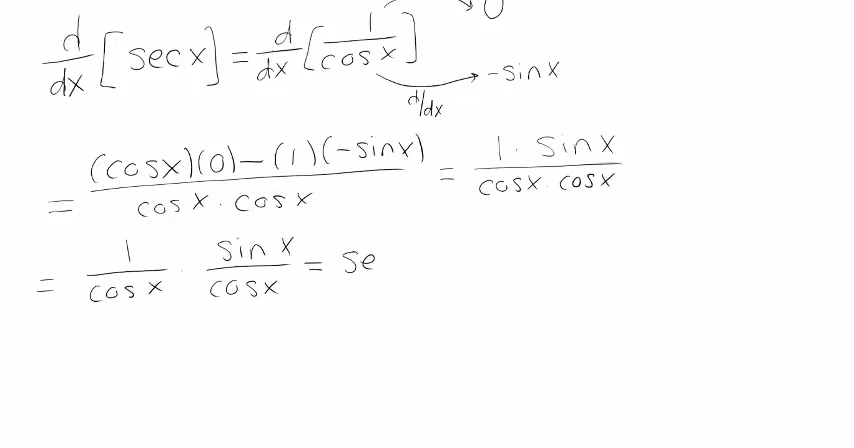 d/dx [sec x] = d/dx [1/cos x] → 0
d/dx → -sin x
= ((cos x)(0) - (1)(-sin x))/(cos x · cos x) = (1 · sin x)/(cos x · cos x)
= 1/cos x · sin x/cos x = se